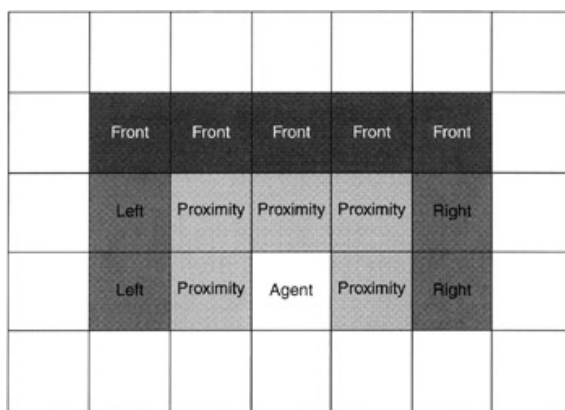 Front Front Front Front Front
Left Proximity Proximity Proximity Right
Left Proximity Agent Proximity Right